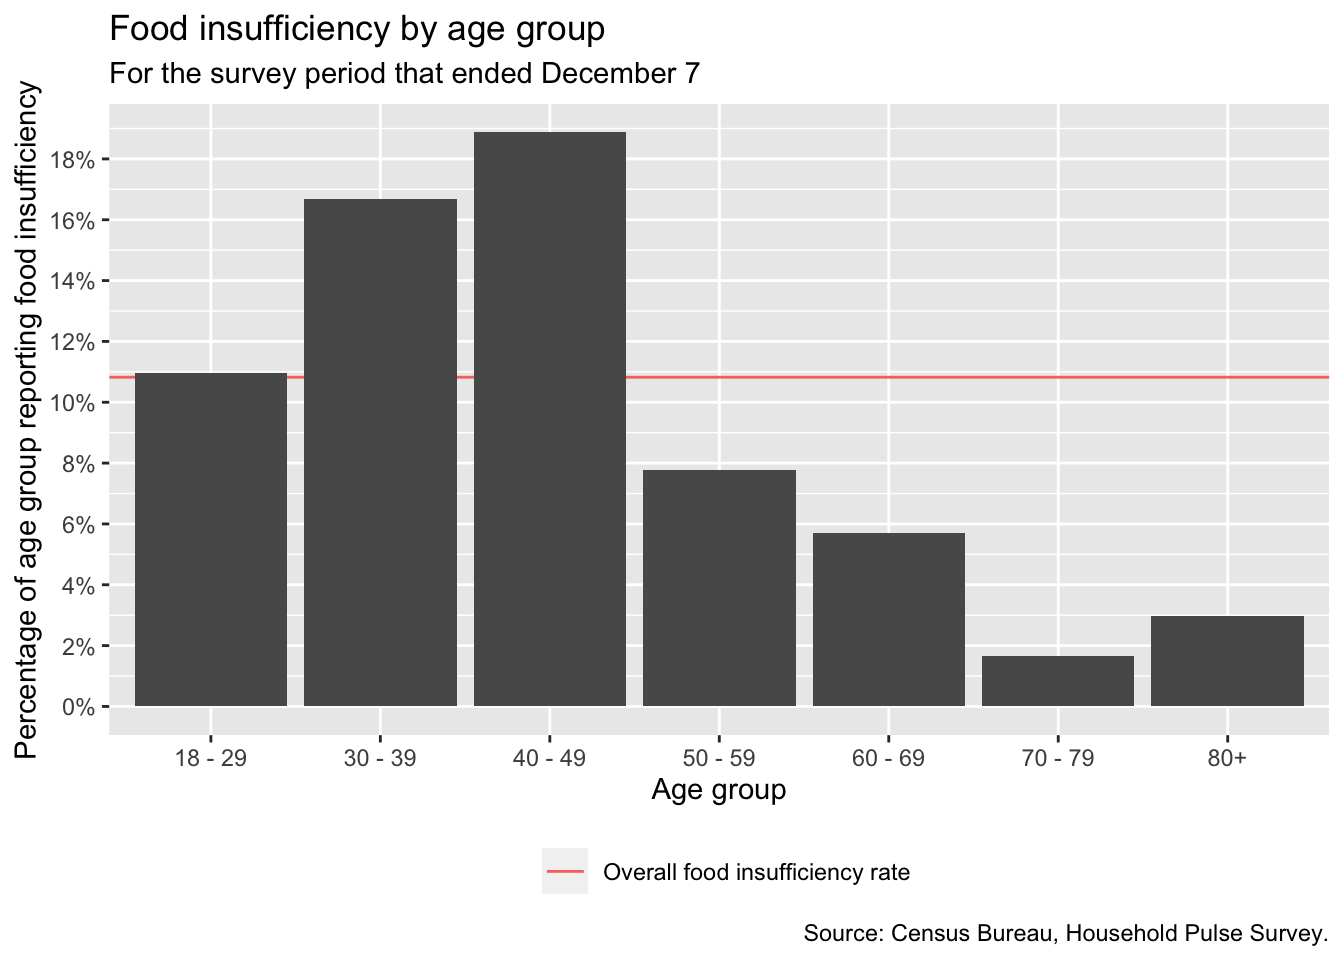 Food insufficiency by age group
For the survey period that ended December 7
Percentage of age group reporting food insufficiency
18%
16%
14%
12%
10%
8%
6%
4%
2%
0%
18 - 29
30 - 39
40 - 49
50 - 59
60 - 69
70 - 79
80+
Age group
Overall food insufficiency rate
Source: Census Bureau, Household Pulse Survey.